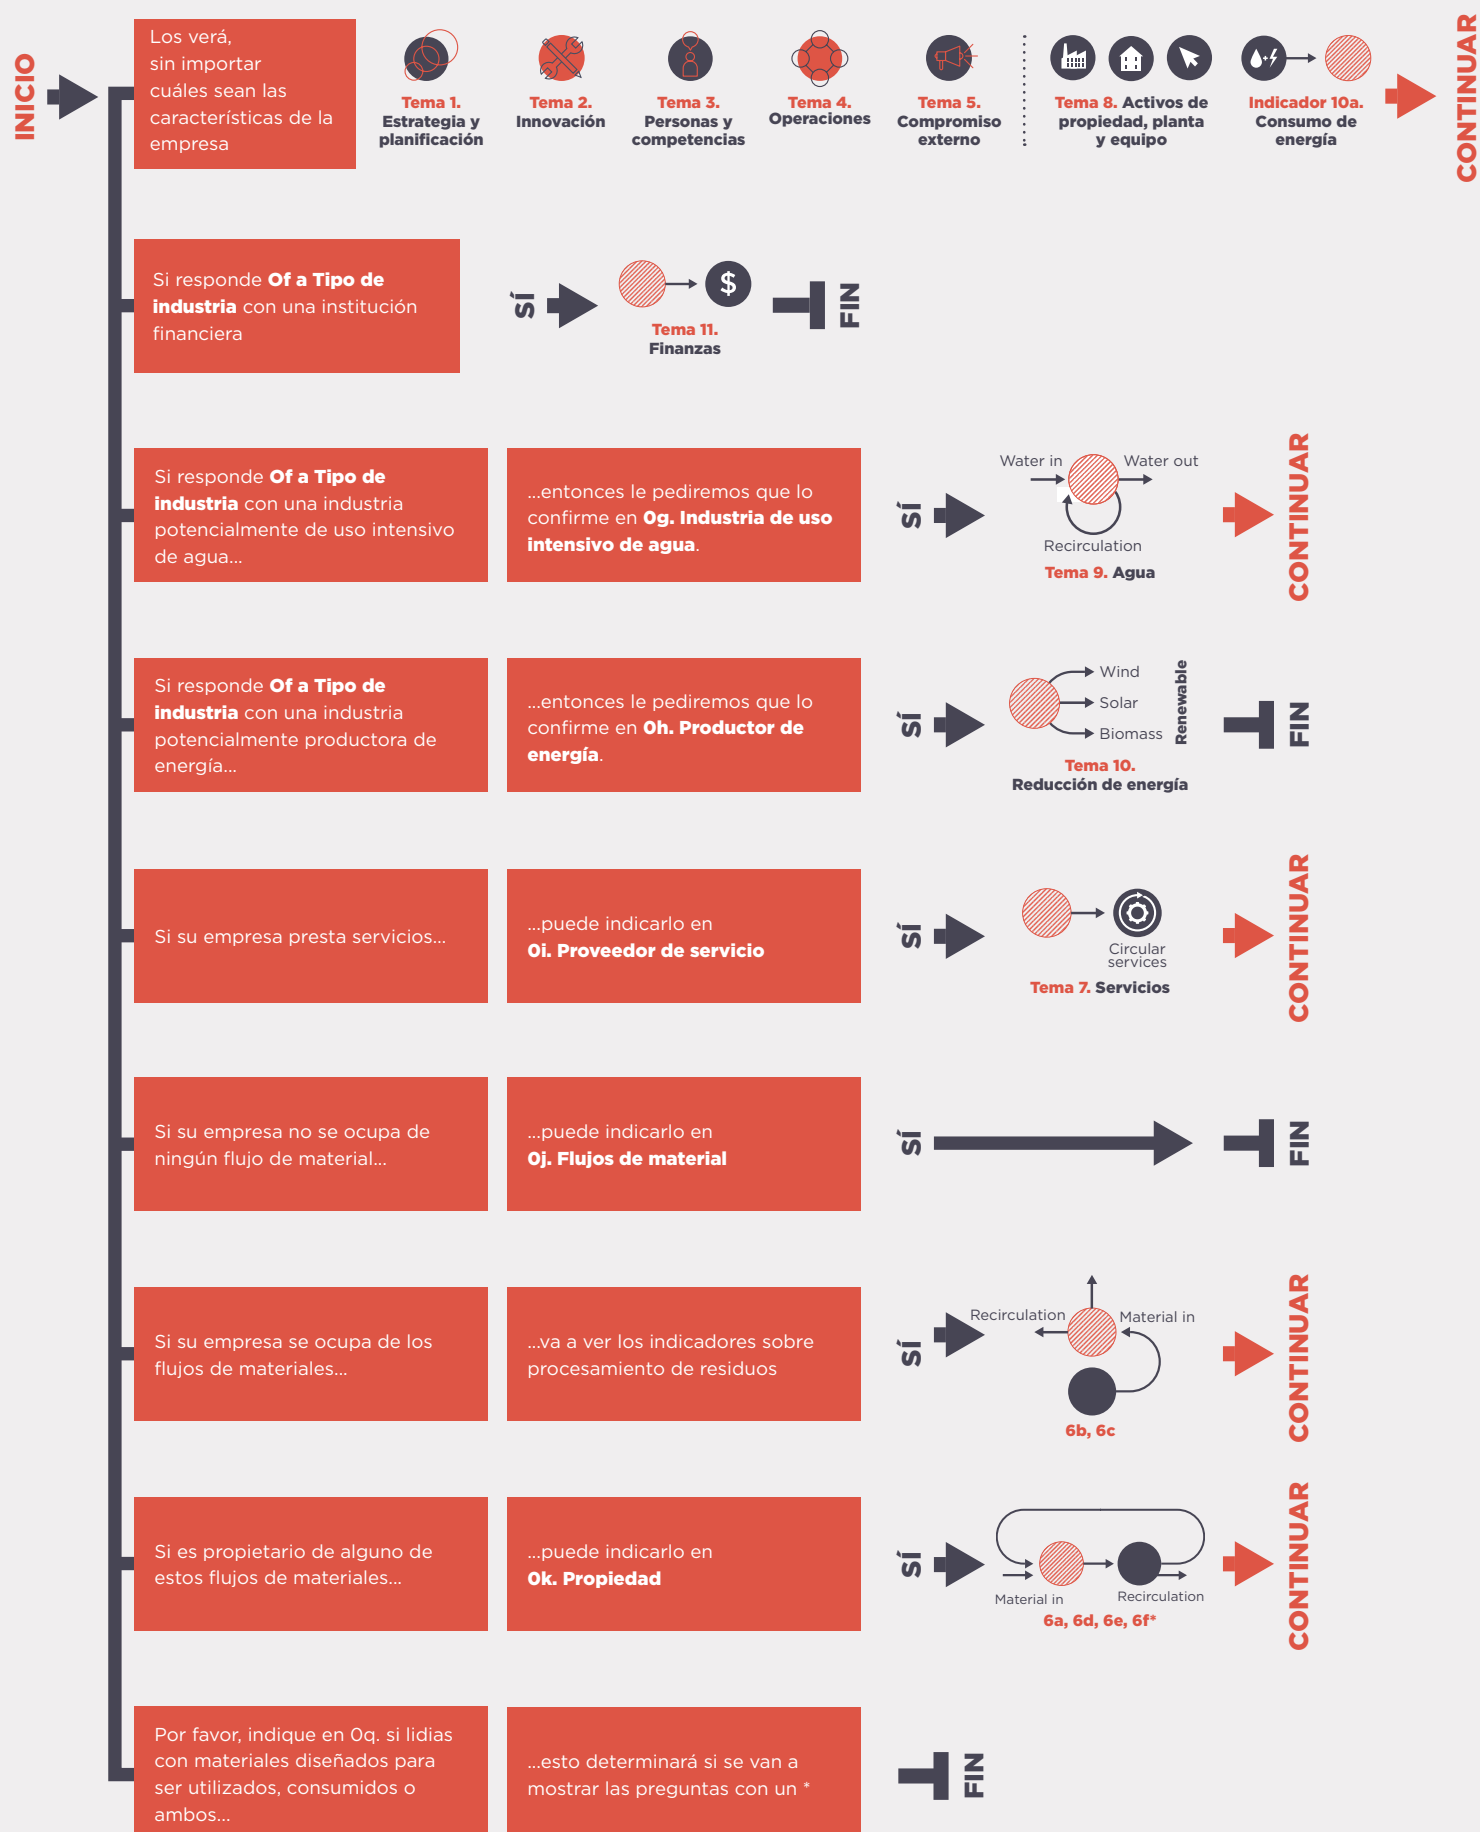 INICIO
Los verá,
sin importar
cuáles sean las
características de la
empresa
Tema 1.
Estrategia y
planificación
Tema 2.
Innovación
Tema 3.
Personas y
competencias
Tema 4.
Operaciones
Tema 5.
Compromiso
externo
Tema 8. Activos de
propiedad, planta
y equipo
Indicador 10a.
Consumo de
energía
CONTINUAR
Si responde Of a Tipo de
industria con una institución
financiera
SÍ
$
Tema 11.
Finanzas
FIN
Si responde Of a Tipo de
industria con una industria
potencialmente de uso intensivo
de agua...
...entonces le pediremos que lo
confirme en 0g. Industria de uso
intensivo de agua.
SÍ
Water in
Water out
Recirculation
Tema 9. Agua
CONTINUAR
Si responde Of a Tipo de
industria con una industria
potencialmente productora de
energía...
...entonces le pediremos que lo
confirme en 0h. Productor de
energía.
SÍ
Wind
Solar
Biomass
Renewable
Tema 10.
Reducción de energía
FIN
Si su empresa presta servicios...
...puede indicarlo en
0i. Proveedor de servicio
SÍ
Circular
services
Tema 7. Servicios
CONTINUAR
Si su empresa no se ocupa de
ningún flujo de material...
...puede indicarlo en
0j. Flujos de material
SÍ
FIN
Si su empresa se ocupa de los
flujos de materiales...
...va a ver los indicadores sobre
procesamiento de residuos
SÍ
Recirculation
Material in
6b, 6c
CONTINUAR
Si es propietario de alguno de
estos flujos de materiales...
...puede indicarlo en
0k. Propiedad
SÍ
Material in
Recirculation
6a, 6d, 6e, 6f*
CONTINUAR
Por favor, indique en 0q. si lidias
con materiales diseñados para
ser utilizados, consumidos o
ambos...
...esto determinará si se van a
mostrar las preguntas con un *
FIN